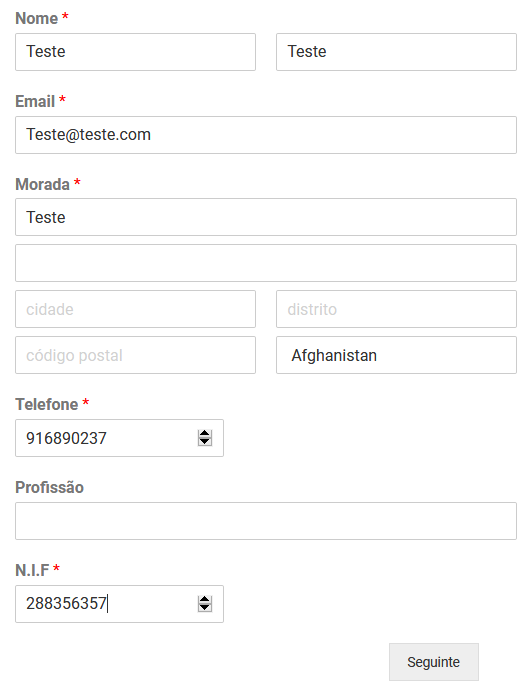 Nome *
Teste Teste
Email *
Teste@teste.com
Morada *
Teste
cidade distrito
código postal Afghanistan
Telefone *
916890237
Profissão
N.I.F *
288356357
Seguinte